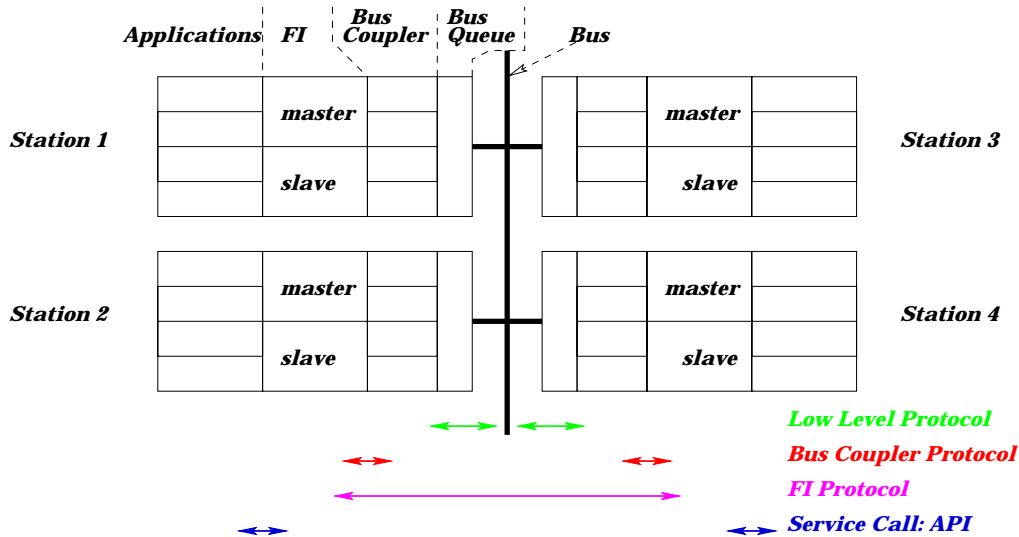 Applications FI Bus Coupler Bus Queue Bus
Station 1 master master Station 3
slave slave
Station 2 master master Station 4
slave slave
Low Level Protocol
Bus Coupler Protocol
FI Protocol
Service Call: API